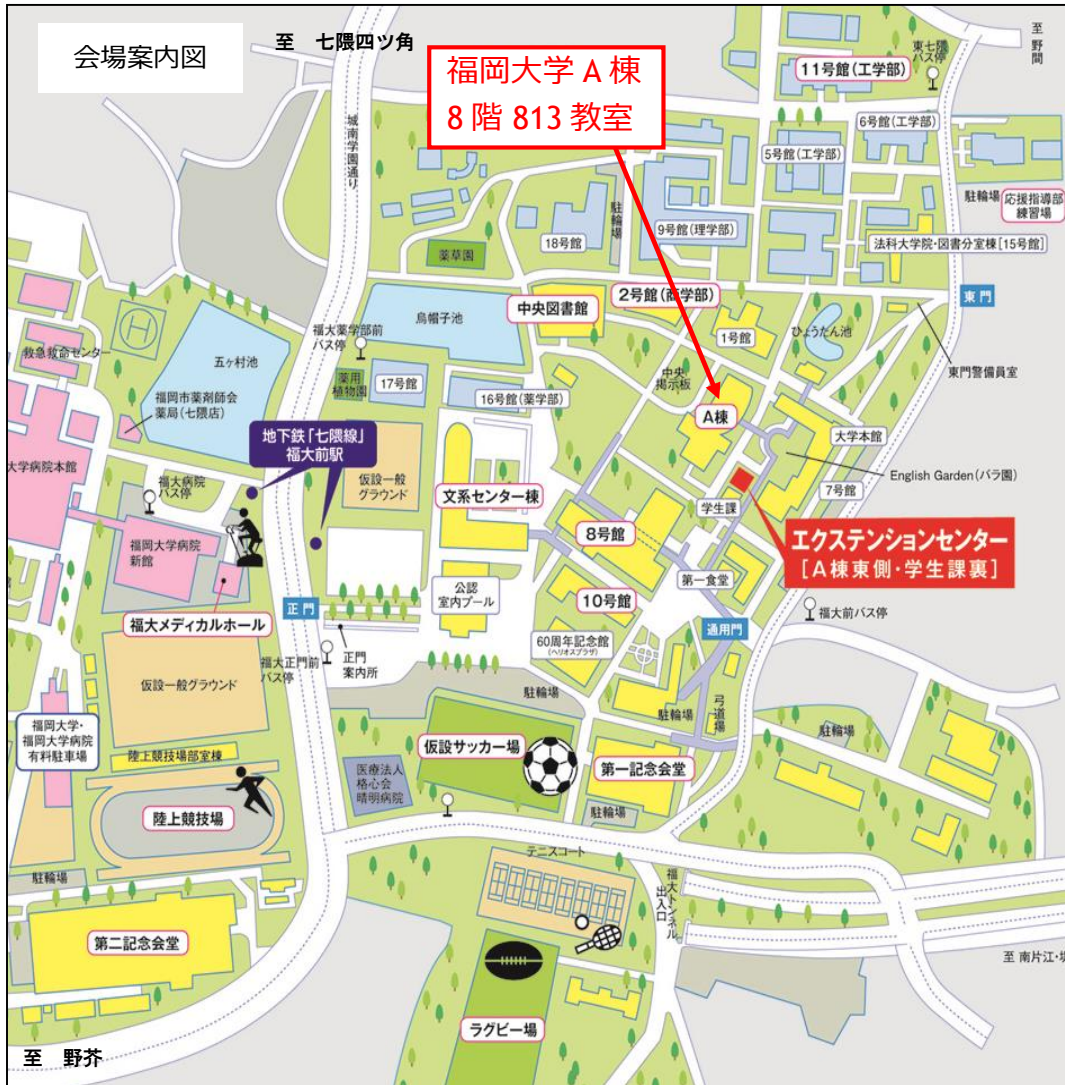 会場案内図
至 七隈四ツ角
福岡大学 A 棟
8 階 813 教室
至 野間
東七隈
バス停
11号館(工学部)
6号館(工学部)
5号館(工学部)
城南学園通り
駐輪場
応援指導部
練習場
駐輪場
9号館(理学部)
18号館
法科大学院・図書分室棟[15号館]
薬草園
2号館(商学部)
中央図書館
東門
烏帽子池
1号館
ひょうたん池
福大薬学部前
バス停
救急救命センター
五ヶ村池
東門警備員室
中央
掲示板
薬用
植物園
17号館
16号館(薬学部)
福岡市薬剤師会
薬局(七隈店)
A棟
大学本館
地下鉄「七隈線」
福大前駅
大学病院本館
English Garden(バラ園)
仮設一般
グラウンド
文系センター棟
7号館
福大病院
バス停
学生課
8号館
エクステンションセンター
[A棟東側・学生課裏]
福岡大学病院
新館
第一食堂
公認
室内プール
10号館
正門
福大前バス停
福大メディカルホール
通用門
60周年記念館
(ヘリオスプラザ)
福大正門前
バス停
正門
案内所
仮設一般グラウンド
駐輪場
駐輪場
弓道場
駐輪場
福岡大学・
福岡大学病院
有料駐車場
仮設サッカー場
陸上競技場部室棟
第一記念会堂
医療法人
格心会
晴明病院
陸上競技場
駐輪場
テニスコート
駐輪場
福大トンネル
出入口
第二記念会堂
至 南片江・堤
ラグビー場
至 野芥